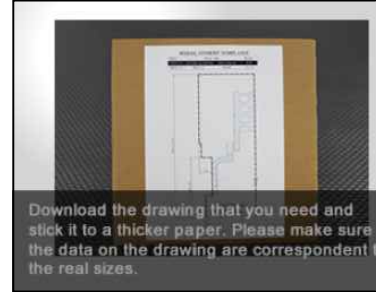 Download the drawing that you need and
stick it to a thicker paper. Please make sure
the data on the drawing are correspondent
the real sizes.